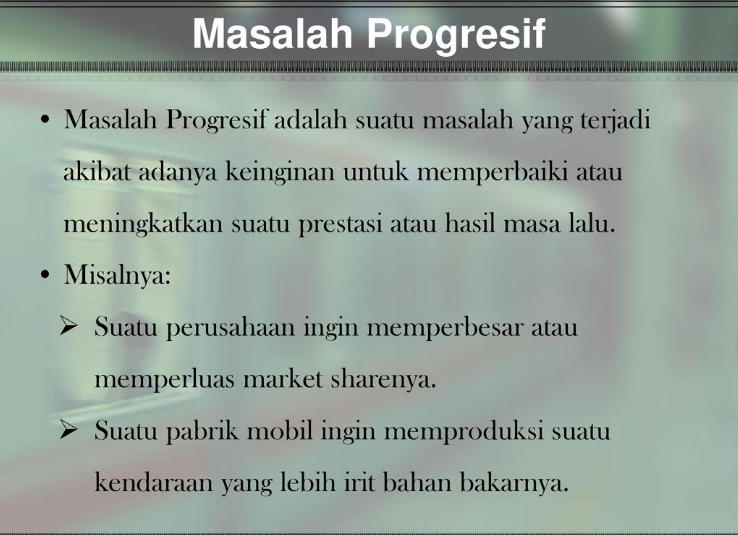 Masalah Progresif
• Masalah Progresif adalah suatu masalah yang terjadi
akibat adanya keinginan untuk memperbaiki atau
meningkatkan suatu prestasi atau hasil masa lalu.
• Misalnya:
➢ Suatu perusahaan ingin memperbesar atau
memperluas market sharenya.
➢ Suatu pabrik mobil ingin memproduksi suatu
kendaraan yang lebih irit bahan bakarnya.